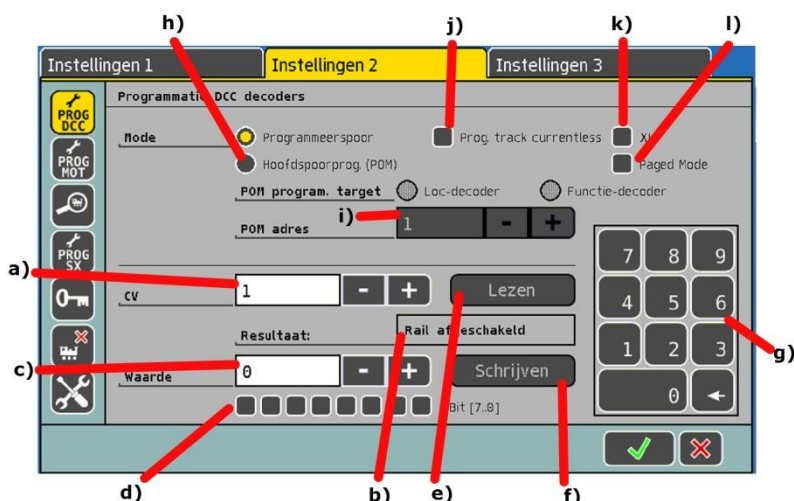 h)
j)
k)
l)
Instellingen 1
Instellingen 2
Instellingen 3
PROG
DCC
Programmatie DCC decoders
Mode
Programmeerspoor
Prog. track currentless
PROG
MOT
Hoofdspoorprog. (POM)
Paged Mode
POM program. target
Loc-decoder
Functie-decoder
i)
POM adres
1
-
+
PROG
SX
7
8
9
a)
CV
1
-
+
Lezen
4
5
6
Resultaat:
Rail afgeschakeld
g)
1
2
3
c)
Waarde
0
-
+
Schrijven
0
Bit [7..0]
d)
b)
e)
f)